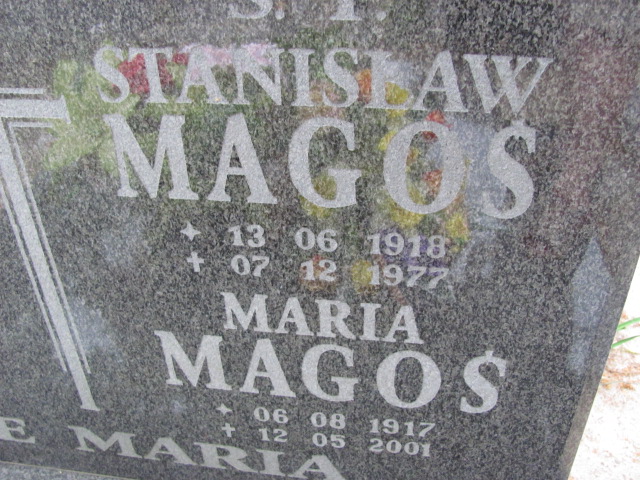 Ś. P.
STANISŁAW
MAGOŚ
✦ 13 06 1918
✝ 07 12 1977
MARIA
MAGOŚ
✦ 06 08 1917
✝ 12 05 2001
E MARIA